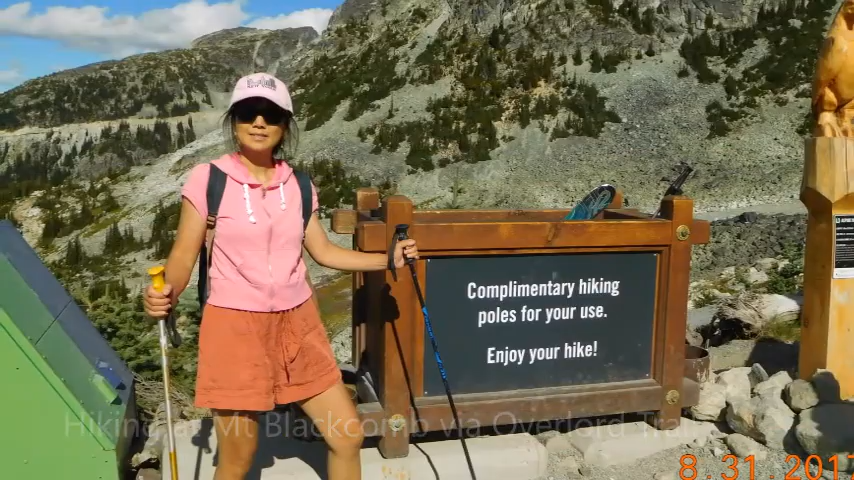 Complimentary hiking
poles for your use.
Enjoy your hike!
Hiking at Mt Blackcomb via Overlord Trail
8.31.2017